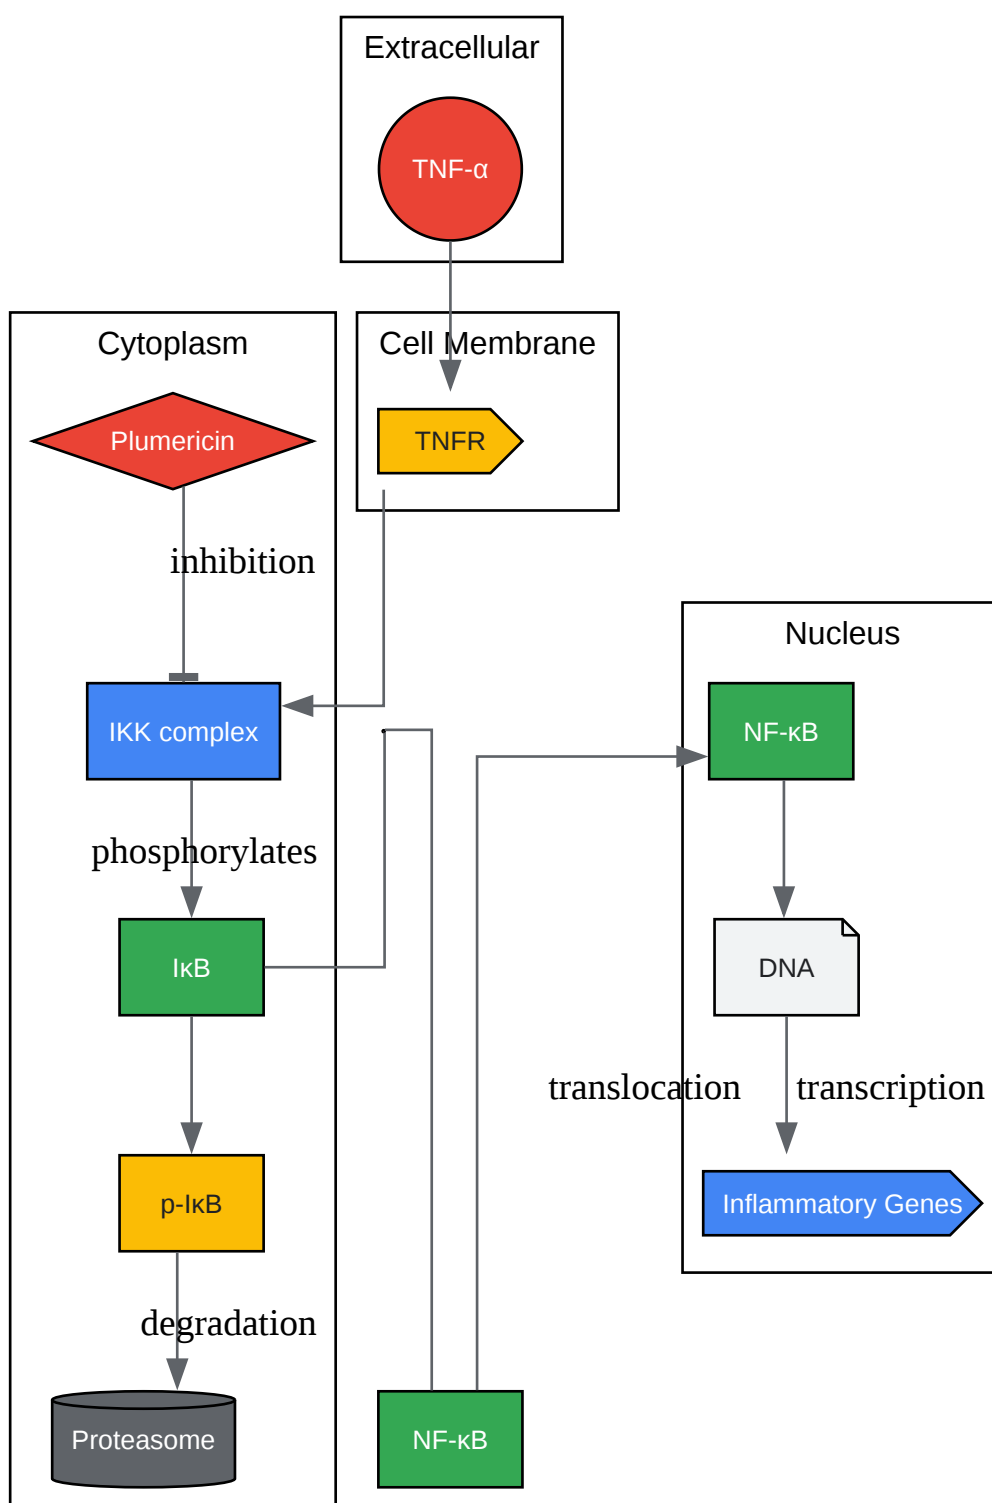 Extracellular
TNF-α
Cytoplasm
Cell Membrane
Plumericin
TNFR
inhibition
Nucleus
IKK complex
NF-κB
phosphorylates
IκB
DNA
translocation
transcription
p-IκB
Inflammatory Genes
degradation
Proteasome
NF-κB